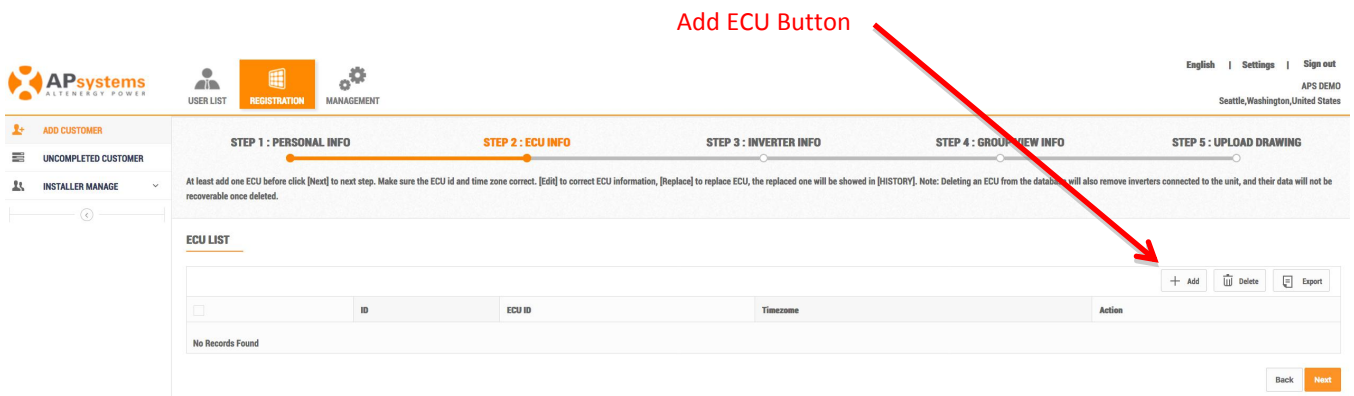 Add ECU Button
APsystems
ALTENERGY POWER
USER LIST
REGISTRATION
MANAGEMENT
English | Settings | Sign out
APS DEMO
Seattle,Washington,United States
ADD CUSTOMER
UNCOMPLETED CUSTOMER
INSTALLER MANAGE
STEP 1 : PERSONAL INFO
STEP 2 : ECU INFO
STEP 3 : INVERTER INFO
STEP 4 : GROUP VIEW INFO
STEP 5 : UPLOAD DRAWING
At least add one ECU before click [Next] to next step. Make sure the ECU id and time zone correct. [Edit] to correct ECU information, [Replace] to replace ECU, the replaced one will be showed in [HISTORY]. Note: Deleting an ECU from the database will also remove inverters connected to the unit, and their data will not be
recoverable once deleted.
ECU LIST
Add
Delete
Export
ID
ECU ID
Timezome
Action
No Records Found
Back
Next